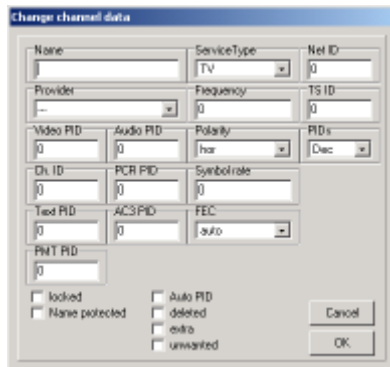 Change channel data
Name ServiceType Net ID
TV 0
Provider Frequency TS ID
--- 0 0
Video PID Audio PID Polarity PIDs
0 0 hor Dec
Ch. ID PCR PID Symbolrate
0 0 0
Text PID AC3 PID FEC
0 0 auto
PMT PID
0
locked Auto PID
Name protected deleted Cancel
extra
unwanted OK